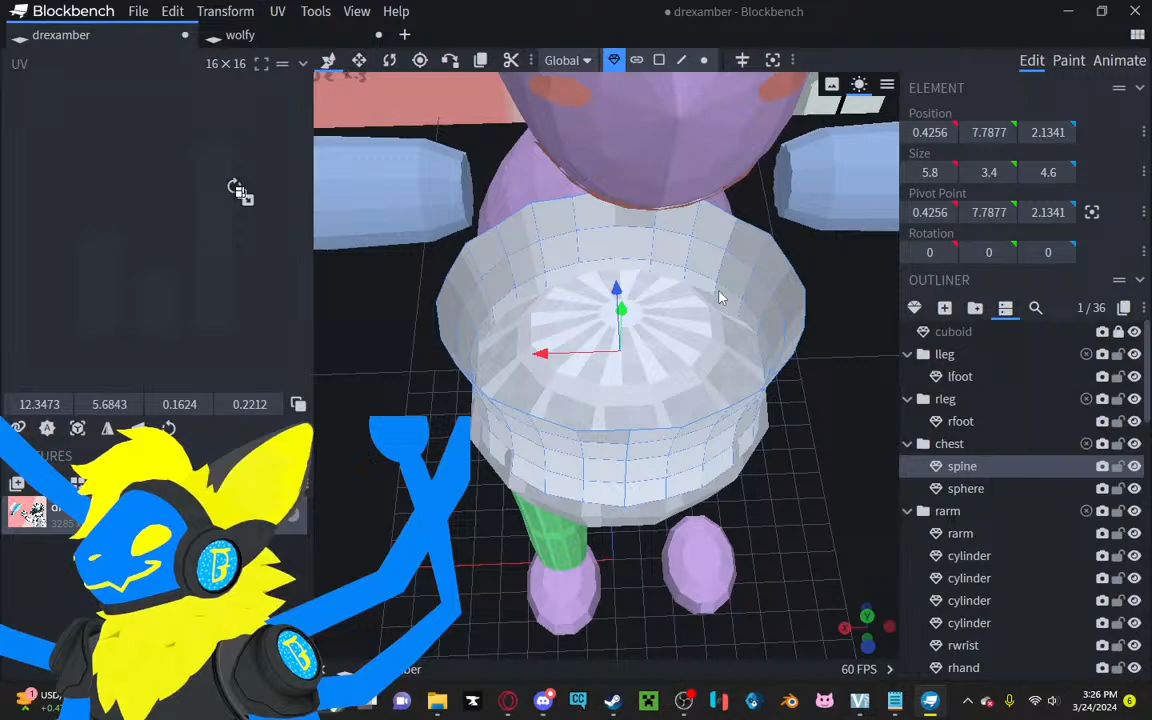 Blockbench File Edit Transform UV Tools View Help drexamber - Blockbench
drexamber wolfy
UV 16 × 16 Global Edit Paint Animate
ELEMENT
Position
0.4256 7.7877 2.1341
Size
5.8 3.4 4.6
Pivot Point
0.4256 7.7877 2.1341
Rotation
0 0 0
OUTLINER
1 / 36
cuboid
lleg
lfoot
rleg
rfoot
chest
spine
sphere
rarm
rarm
cylinder
cylinder
cylinder
cylinder
rwrist
rhand
12.3473 5.6843 0.1624 0.2212
60 FPS
1 USD/
3:26 PM
3/24/2024 6